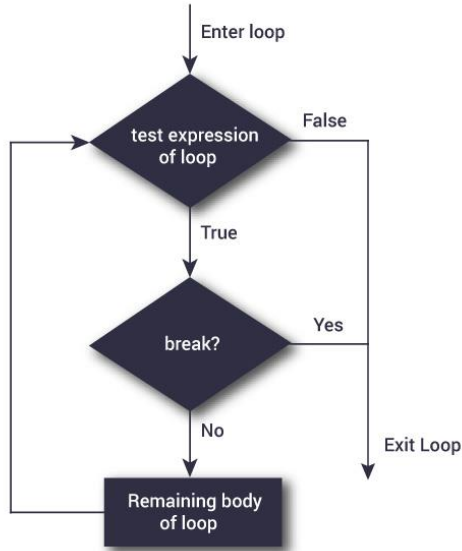 Enter loop
test expression
of loop
False
True
break?
Yes
No
Exit Loop
Remaining body
of loop